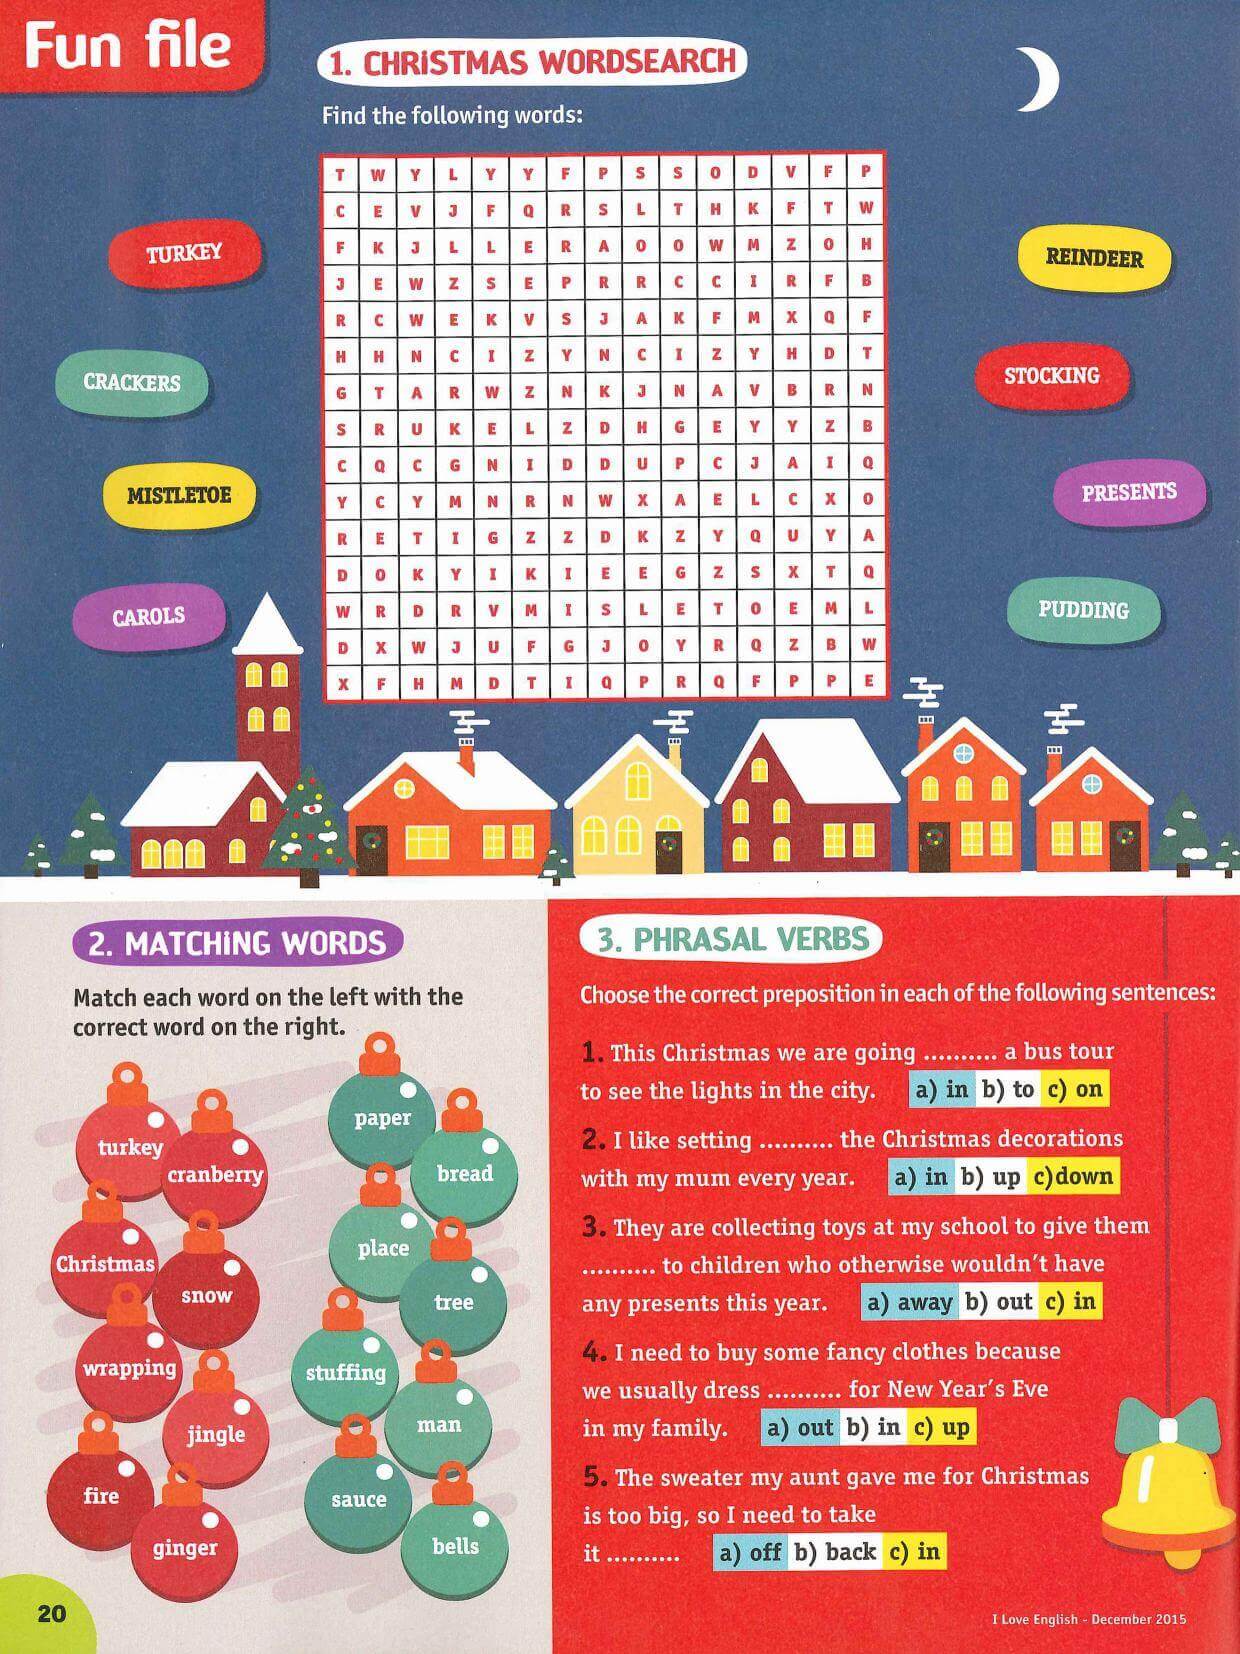 Fun file
1. CHRISTMAS WORDSEARCH
Find the following words:
T W Y L Y Y F P S S O D V F P
C E V J F Q R S L T H K F T W
F K J L L E R A O O W M Z O H
J E W Z S E P R R C C I R F B
R C W E K V S J A K F M X Q F
H H N C I Z Y N C I Z Y H D T
G T A R W Z N K J N A V B R N
S R U K E L Z D H G E Y Y Z B
C Q C G N I D D U P C J A I Q
Y C Y M N R N W X A E L C X O
R E T I G Z Z D K Z Y Q U Y A
D O K Y I K I E E G Z S X T Q
W R D R V M I S L E T O E M L
D X W J U F G J O Y R Q Z B W
X F H M D T I Q P R Q F P P E
TURKEY
CRACKERS
MISTLETOE
CAROLS
REINDEER
STOCKING
PRESENTS
PUDDING
2. MATCHING WORDS
Match each word on the left with the
correct word on the right.
turkey
cranberry
Christmas
snow
wrapping
jingle
fire
ginger
paper
bread
place
tree
stuffing
man
sauce
bells
3. PHRASAL VERBS
Choose the correct preposition in each of the following sentences:
1. This Christmas we are going .......... a bus tour
to see the lights in the city. a) in b) to c) on
2. I like setting .......... the Christmas decorations
with my mum every year. a) in b) up c)down
3. They are collecting toys at my school to give them
.......... to children who otherwise wouldn't have
any presents this year. a) away b) out c) in
4. I need to buy some fancy clothes because
we usually dress .......... for New Year's Eve
in my family. a) out b) in c) up
5. The sweater my aunt gave me for Christmas
is too big, so I need to take
it .......... a) off b) back c) in
20
I Love English - December 2015